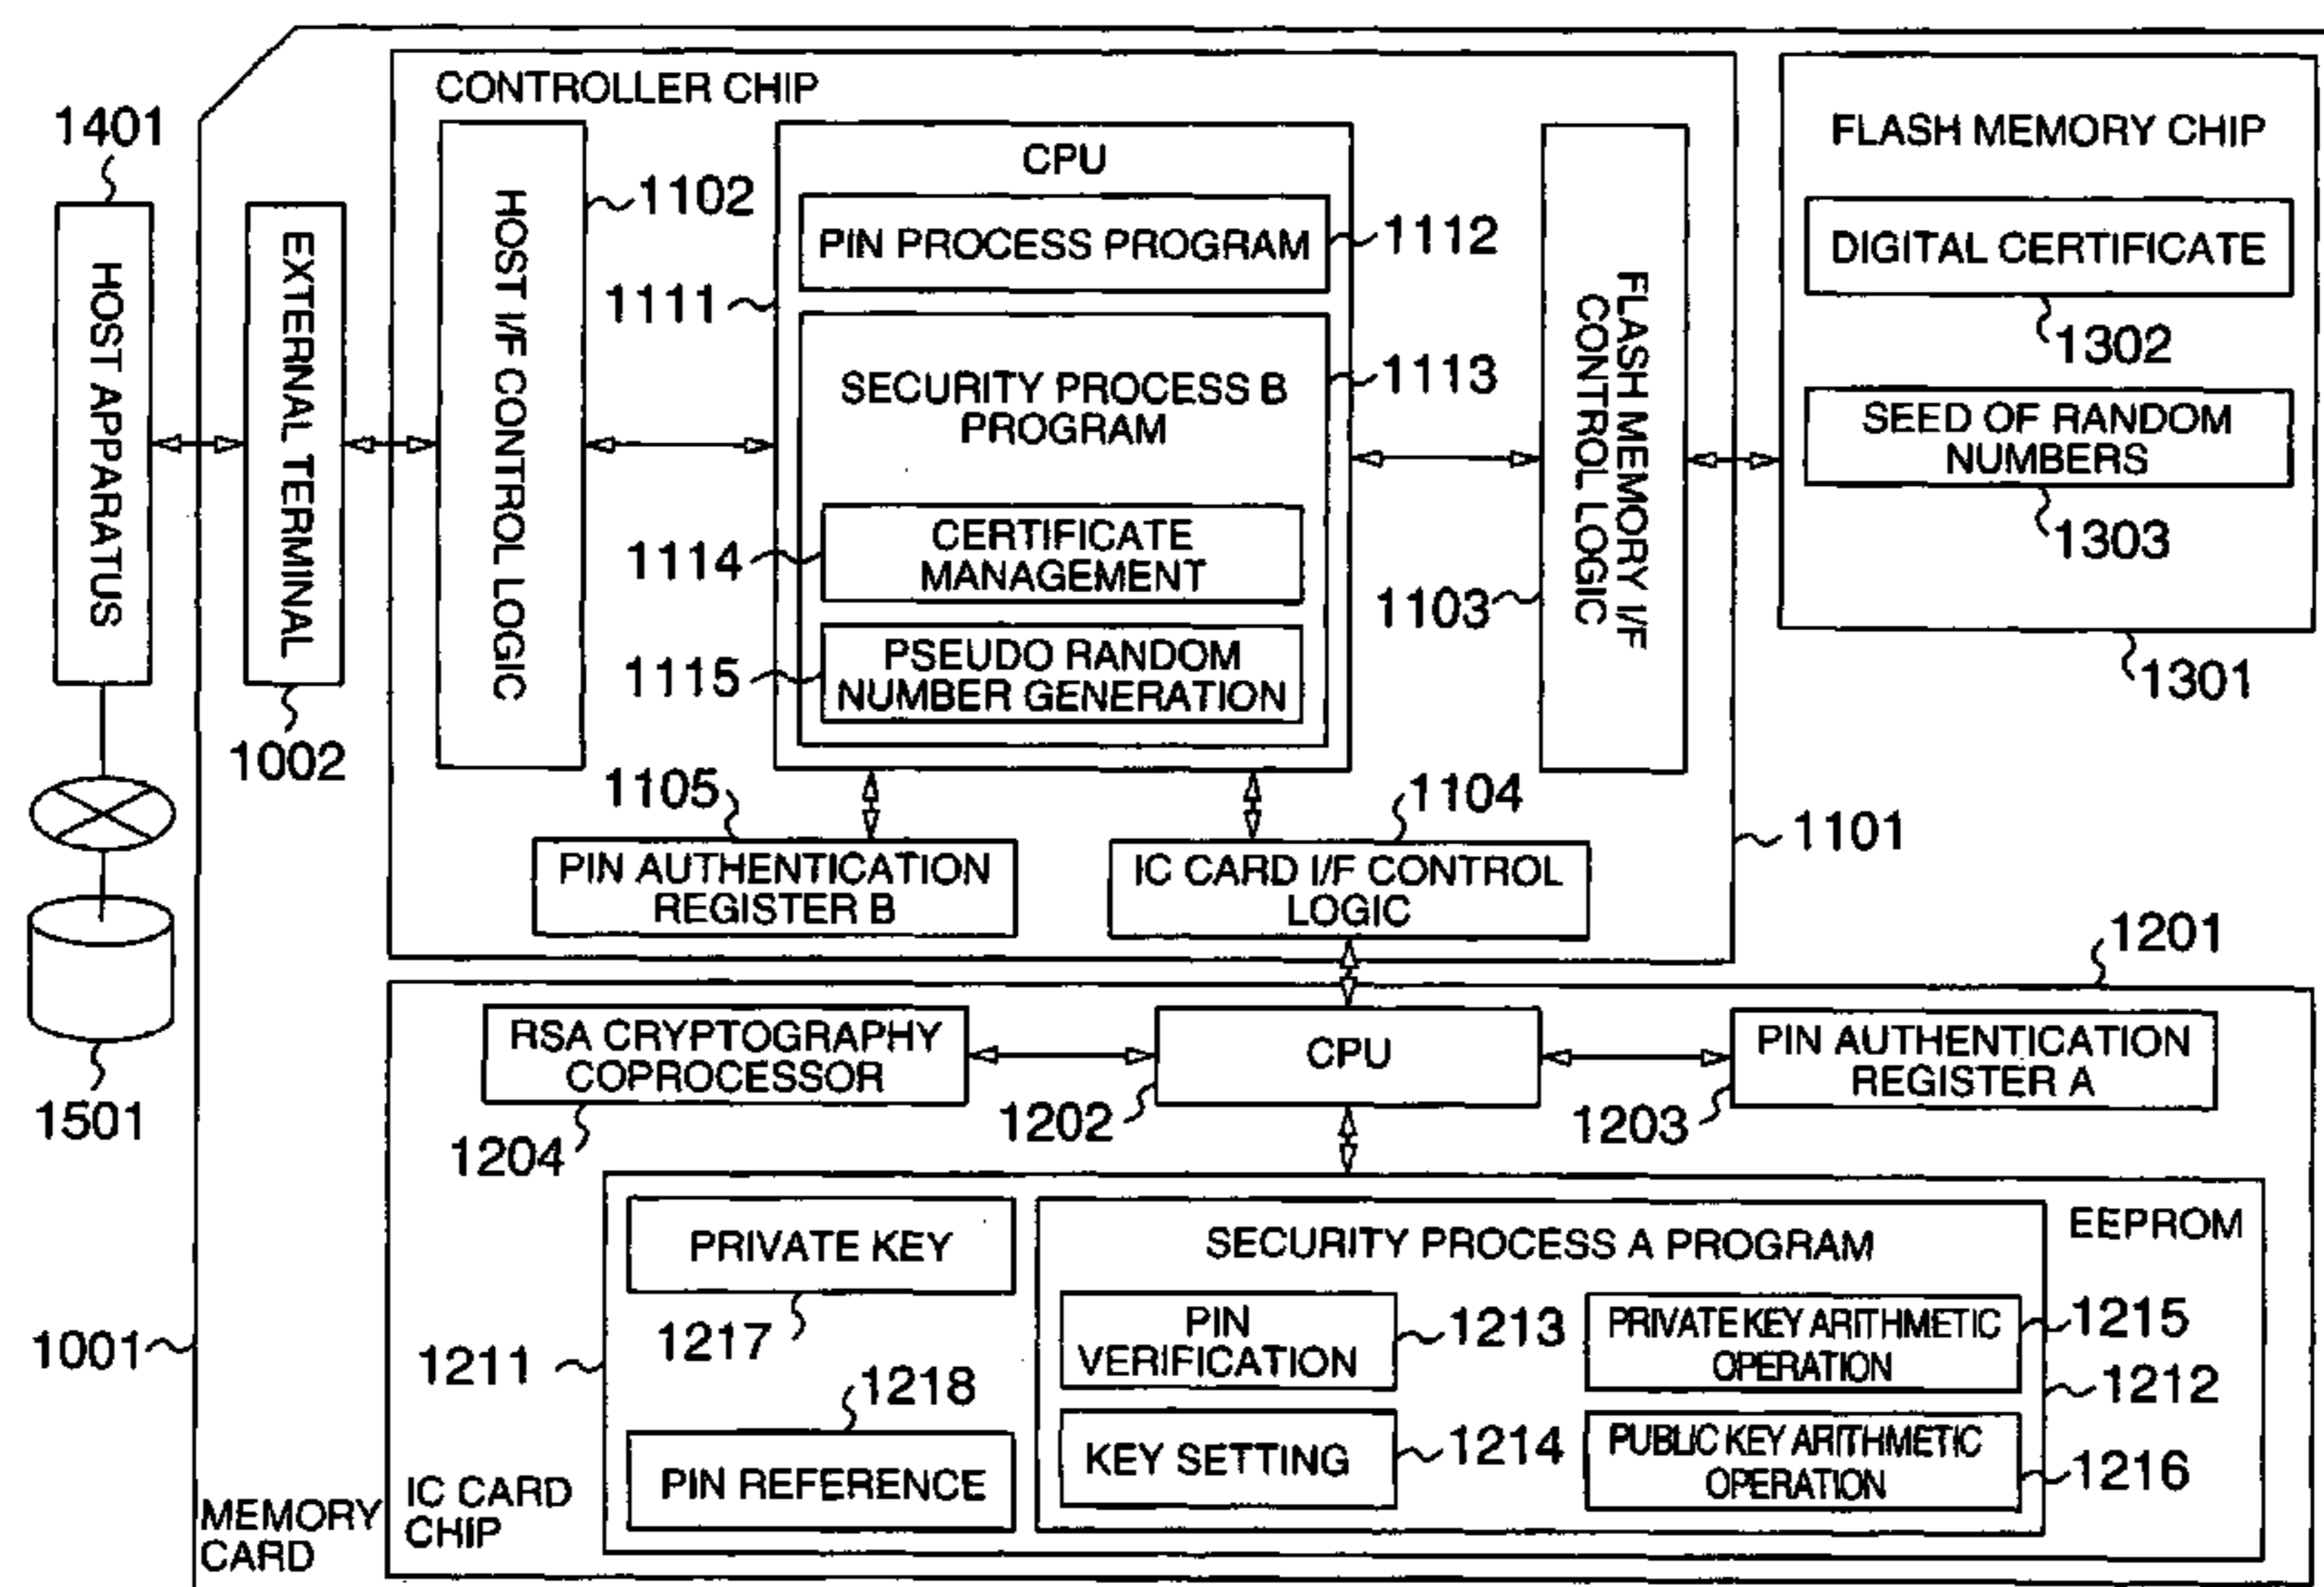 CONTROLLER CHIP
1401
HOST APPARATUS
EXTERNAL TERMINAL
1002
1501
HOST I/F CONTROL LOGIC
1102
CPU
1111
PIN PROCESS PROGRAM
1112
SECURITY PROCESS B
PROGRAM
1113
CERTIFICATE
MANAGEMENT
1114
PSEUDO RANDOM
NUMBER GENERATION
1115
FLASH MEMORY I/F
CONTROL LOGIC
1103
FLASH MEMORY CHIP
DIGITAL CERTIFICATE
1302
SEED OF RANDOM
NUMBERS
1303
1301
1105
PIN AUTHENTICATION
REGISTER B
1104
IC CARD I/F CONTROL
LOGIC
1101
1201
RSA CRYPTOGRAPHY
COPROCESSOR
1204
CPU
1202
PIN AUTHENTICATION
REGISTER A
1203
EEPROM
1211
PRIVATE KEY
1217
1218
PIN REFERENCE
SECURITY PROCESS A PROGRAM
PIN
VERIFICATION
1213
KEY SETTING
1214
PRIVATE KEY ARITHMETIC
OPERATION
1215
1212
PUBLIC KEY ARITHMETIC
OPERATION
1216
1001
MEMORY
CARD
IC CARD
CHIP